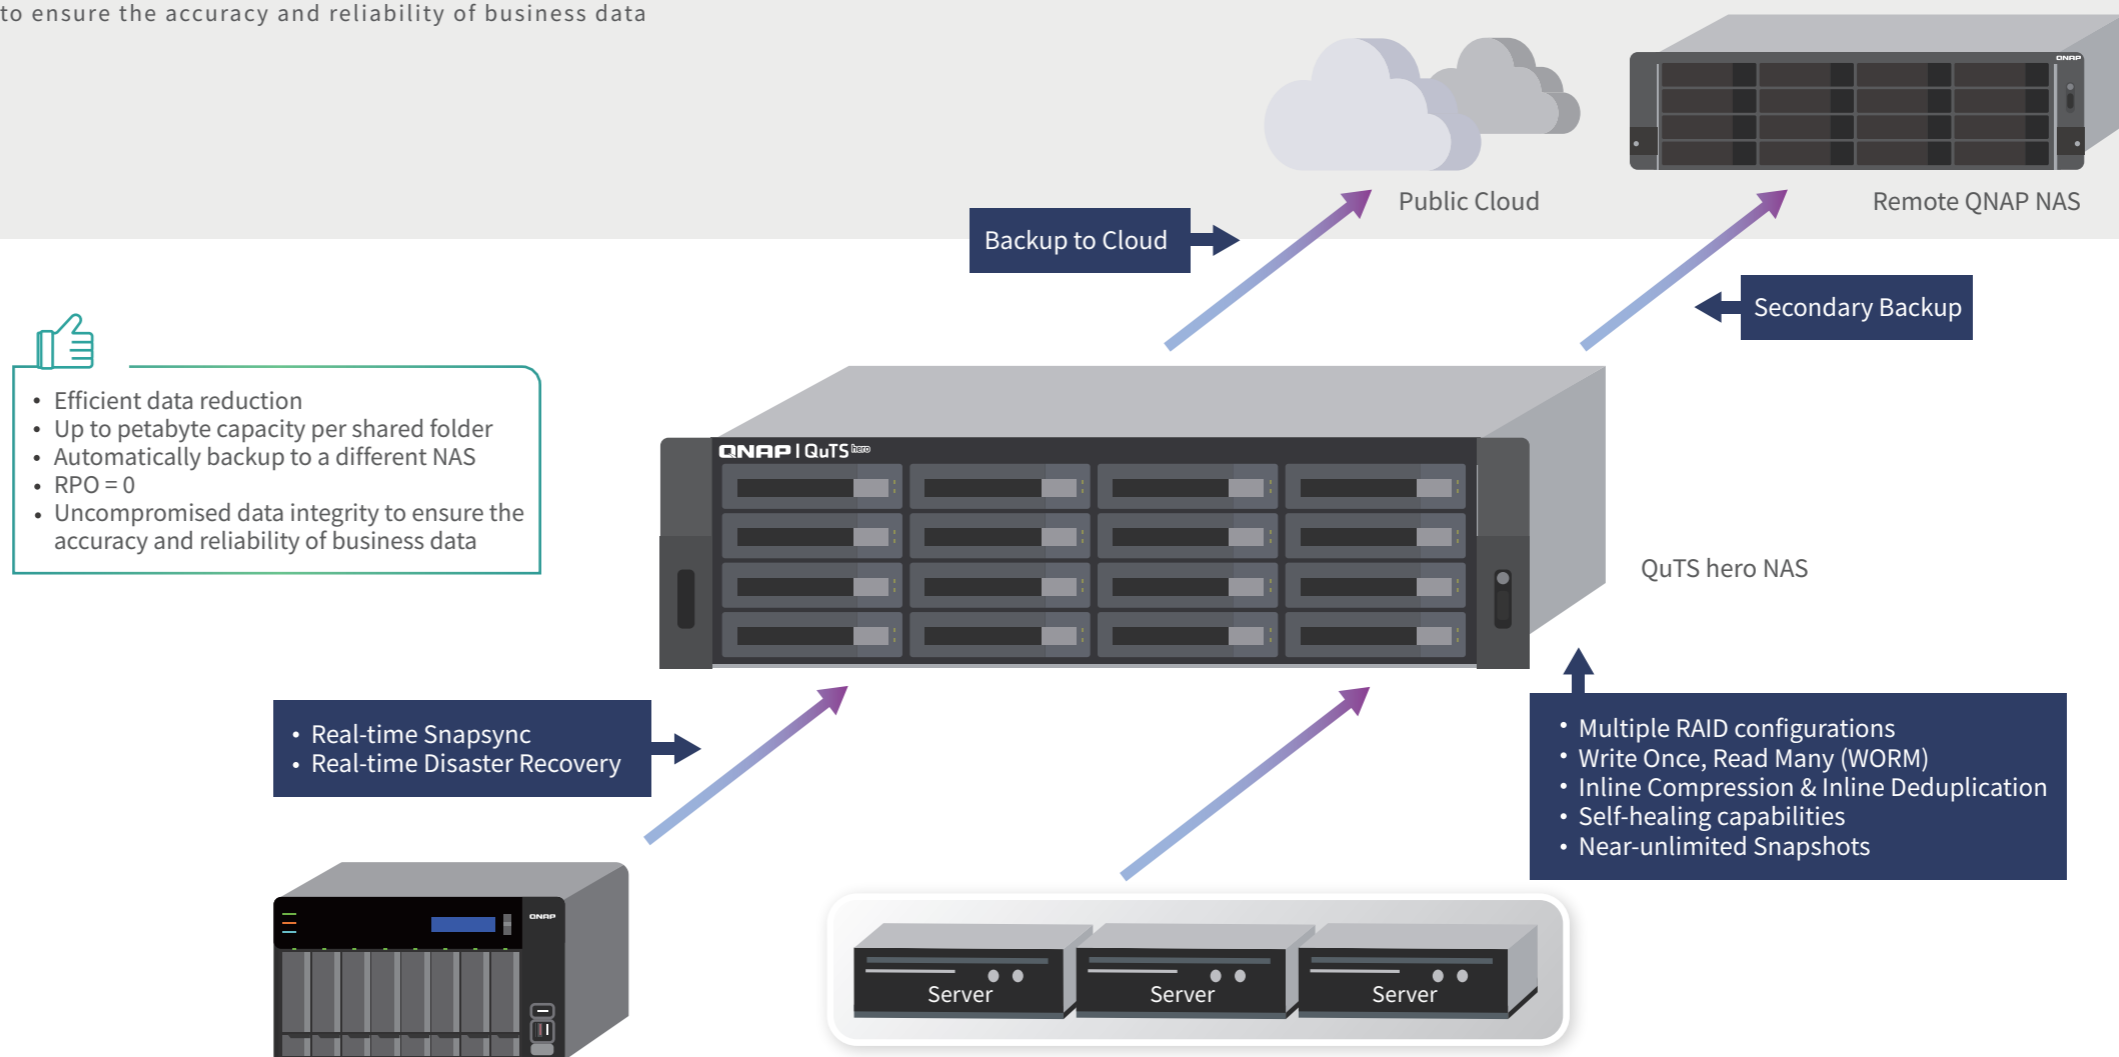 to ensure the accuracy and reliability of business data
QNAP
Public Cloud
Remote QNAP NAS
Backup to Cloud
Secondary Backup
• Efficient data reduction
• Up to petabyte capacity per shared folder
• Automatically backup to a different NAS
• RPO = 0
• Uncompromised data integrity to ensure the
accuracy and reliability of business data
QNAP | QuTS hero
QuTS hero NAS
• Real-time Snapsync
• Real-time Disaster Recovery
• Multiple RAID configurations
• Write Once, Read Many (WORM)
• Inline Compression & Inline Deduplication
• Self-healing capabilities
• Near-unlimited Snapshots
QNAP
Server
Server
Server